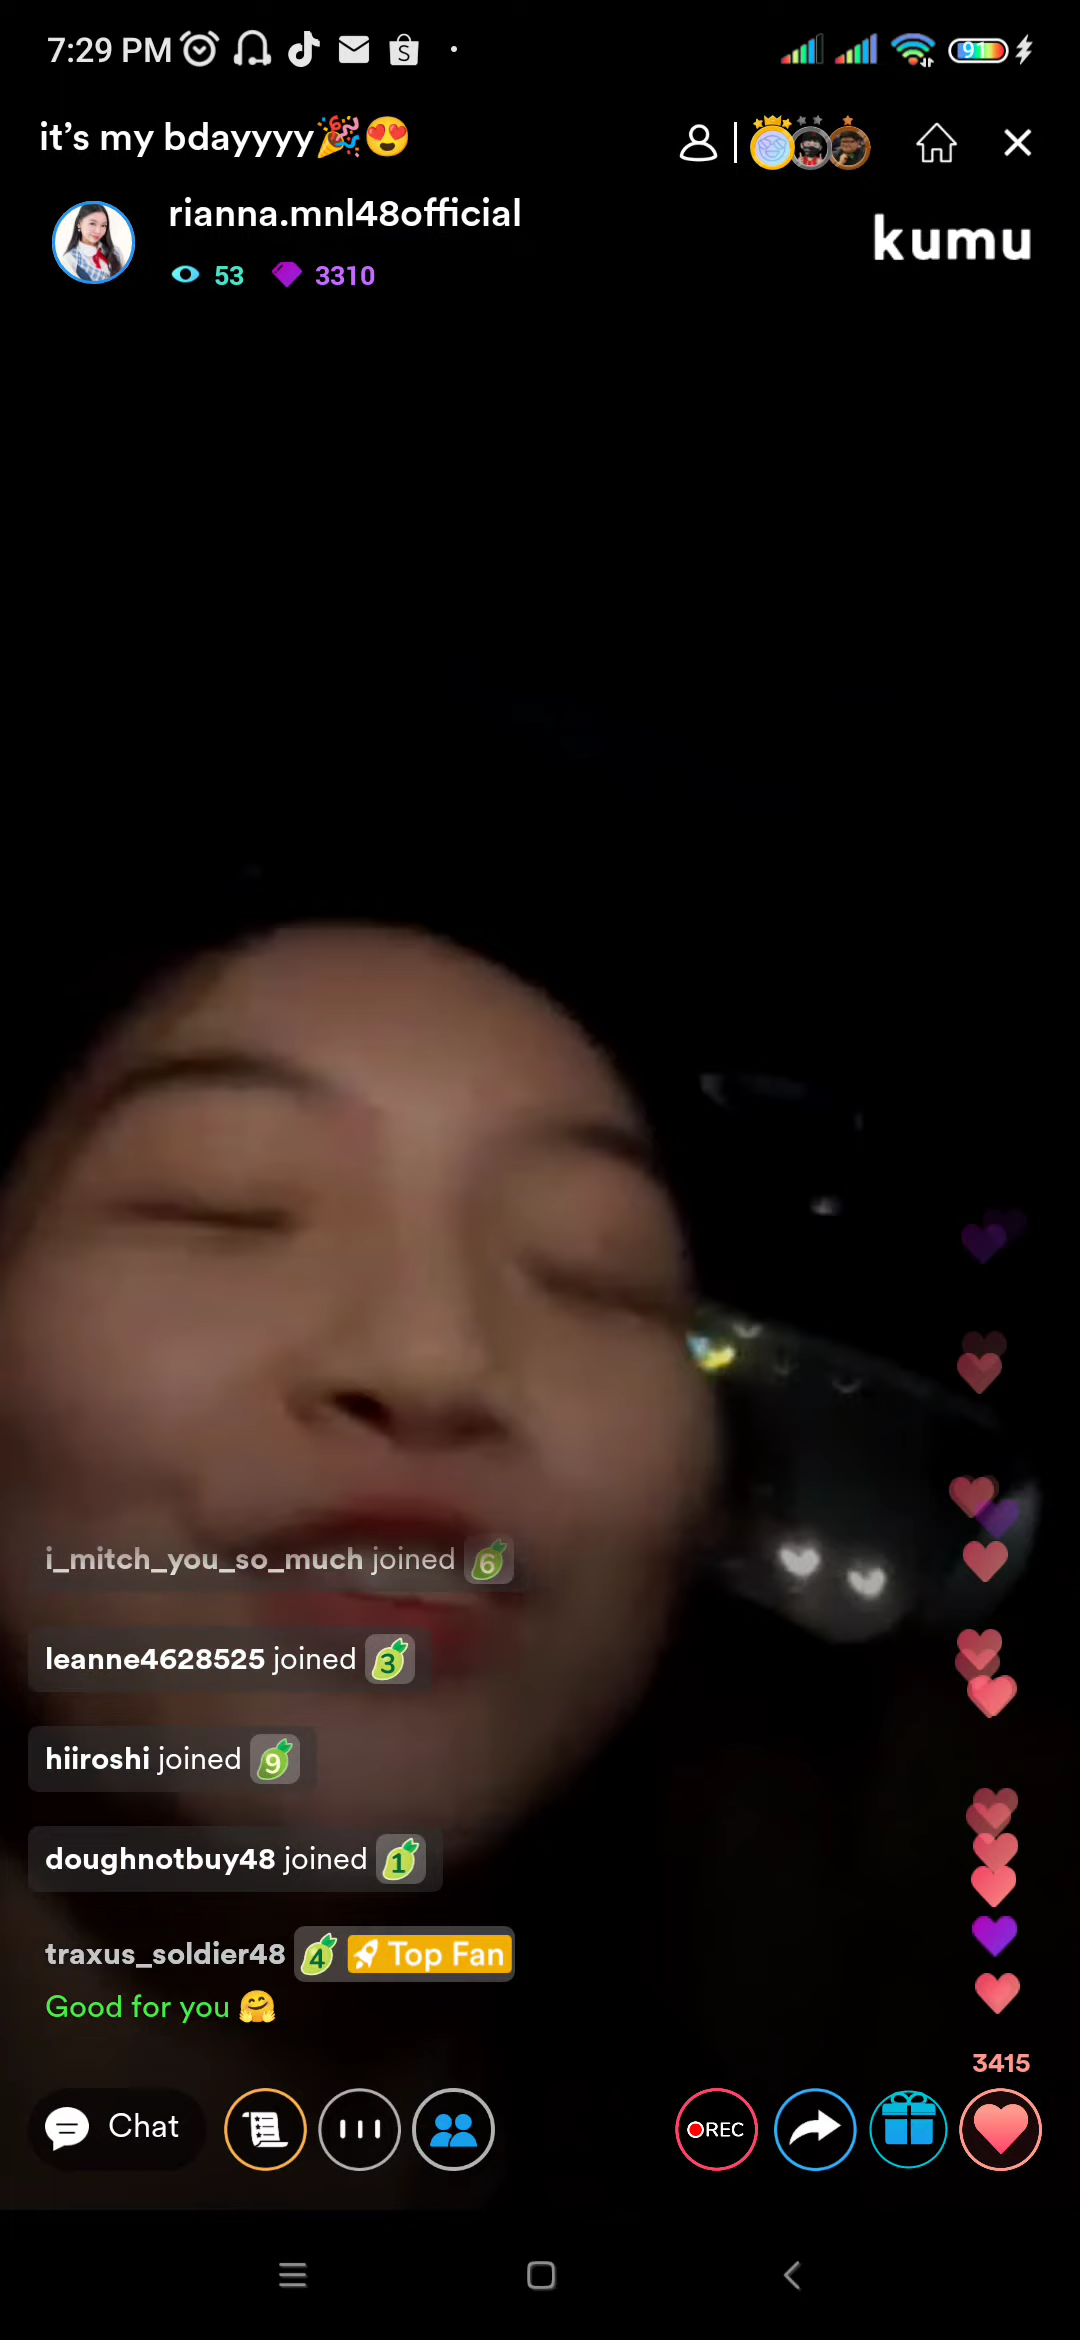 7:29 PM
91
it's my bdayyyy🎉😍
rianna.mnl48official
53 3310
kumu
i_mitch_you_so_much joined 6
leanne4628525 joined 3
hiiroshi joined 9
doughnotbuy48 joined 1
traxus_soldier48 4 Top Fan
Good for you 🤗
3415
Chat
REC